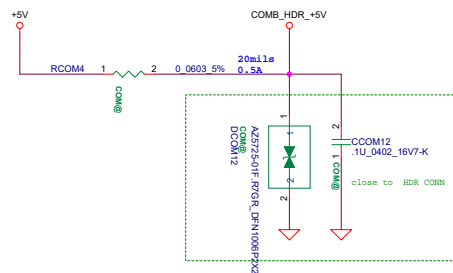 +5V
COMB_HDR_+5V
RCOM4
1
2
0_0603_5%
20mils
0.5A
COM@
1
1
2
2
AZ5725-01F.R7GR_DFN1006P2X2
COM@
DCOM12
2
1
CCOM12
.1U_0402_16V7-K
COM@
close to HDR CONN